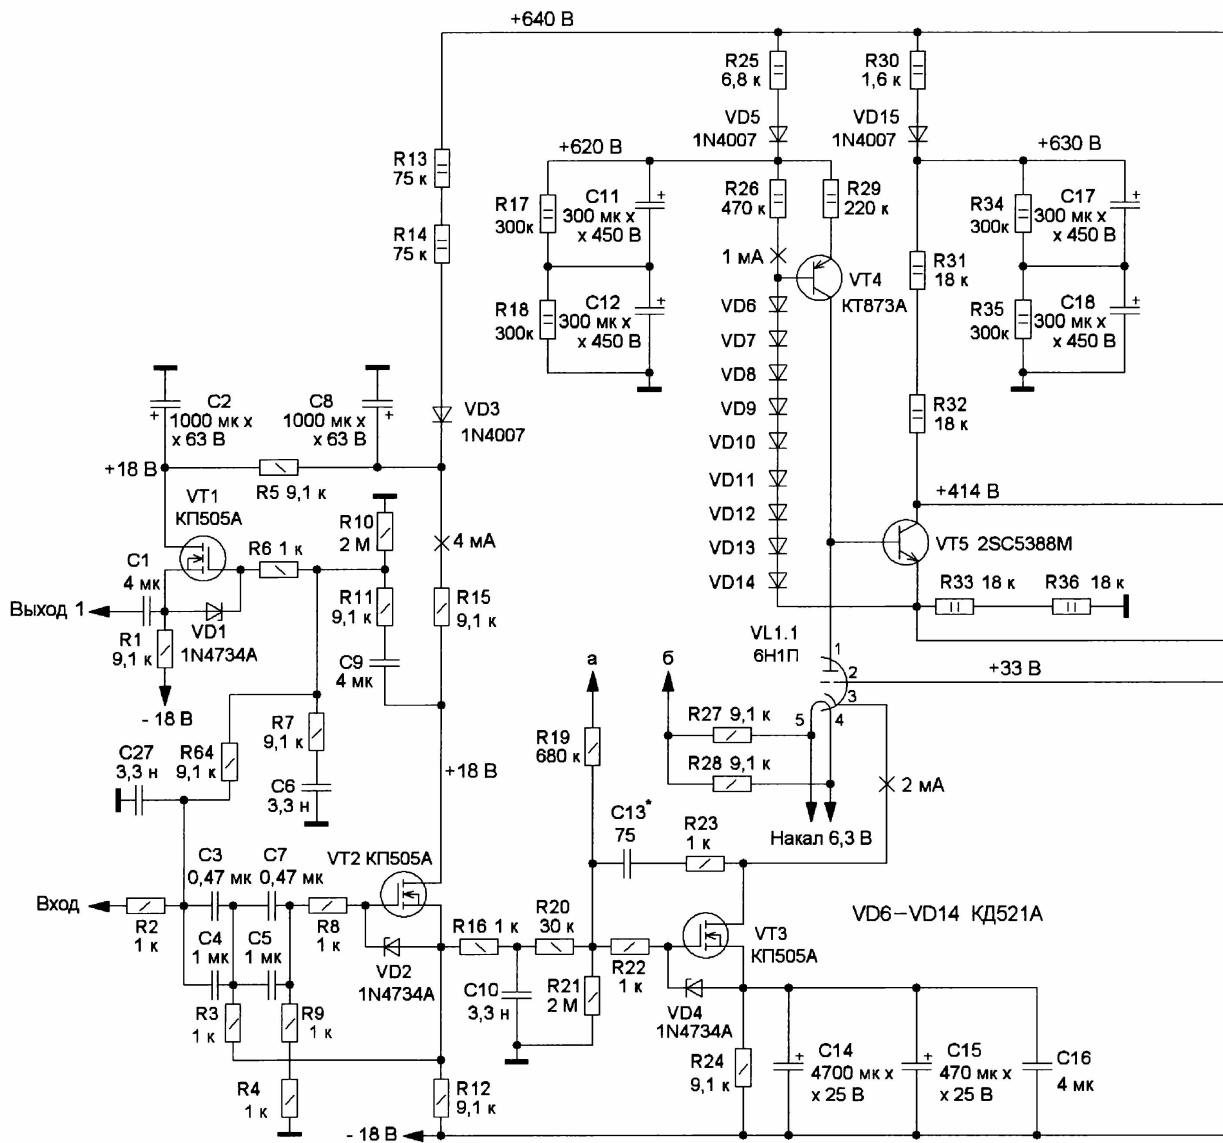 +640 В
R25
6,8 к
R30
1,6 к
VD5
1N4007
VD15
1N4007
+620 В
+630 В
R13
75 к
R17
300к
C11
300 мк х
х 450 В
R26
470 к
R29
220 к
R34
300к
C17
300 мк х
х 450 В
R14
75 к
1 мА
VT4
КТ873А
R31
18 к
R18
300к
C12
300 мк х
х 450 В
VD6
VD7
VD8
VD9
VD10
VD11
VD12
VD13
VD14
R35
300к
C18
300 мк х
х 450 В
C2
1000 мк х
х 63 В
C8
1000 мк х
х 63 В
VD3
1N4007
R32
18 к
+18 В
R5 9,1 к
+414 В
VT1
КП505А
R10
2 М
4 мА
VT5 2SC5388M
C1
4 мк
R6 1 к
R33 18 к
R36 18 к
Выход 1
R11
9,1 к
R15
9,1 к
R1
9,1 к
VD1
1N4734A
VL1.1
6Н1П
1
2
3
4
5
+33 В
C9
4 мк
а
б
- 18 В
R7
9,1 к
R19
680 к
R27 9,1 к
C27
3,3 н
R64
9,1 к
C6
3,3 н
+18 В
R28 9,1 к
2 мА
C13*
75
R23
1 к
Накал 6,3 В
C3
0,47 мк
C7
0,47 мк
VT2 КП505А
Вход
R2
1 к
C4
1 мк
C5
1 мк
R8
1 к
VD2
1N4734A
R16 1 к
R20
30 к
VD6–VD14 КД521А
VT3
КП505А
R22
1 к
C10
3,3 н
R21
2 М
R3
1 к
R9
1 к
VD4
1N4734A
R24
9,1 к
C14
4700 мк х
х 25 В
C15
470 мк х
х 25 В
C16
4 мк
R4
1к
R12
9,1 к
- 18 В
+
+
+
+
+
+
+
+